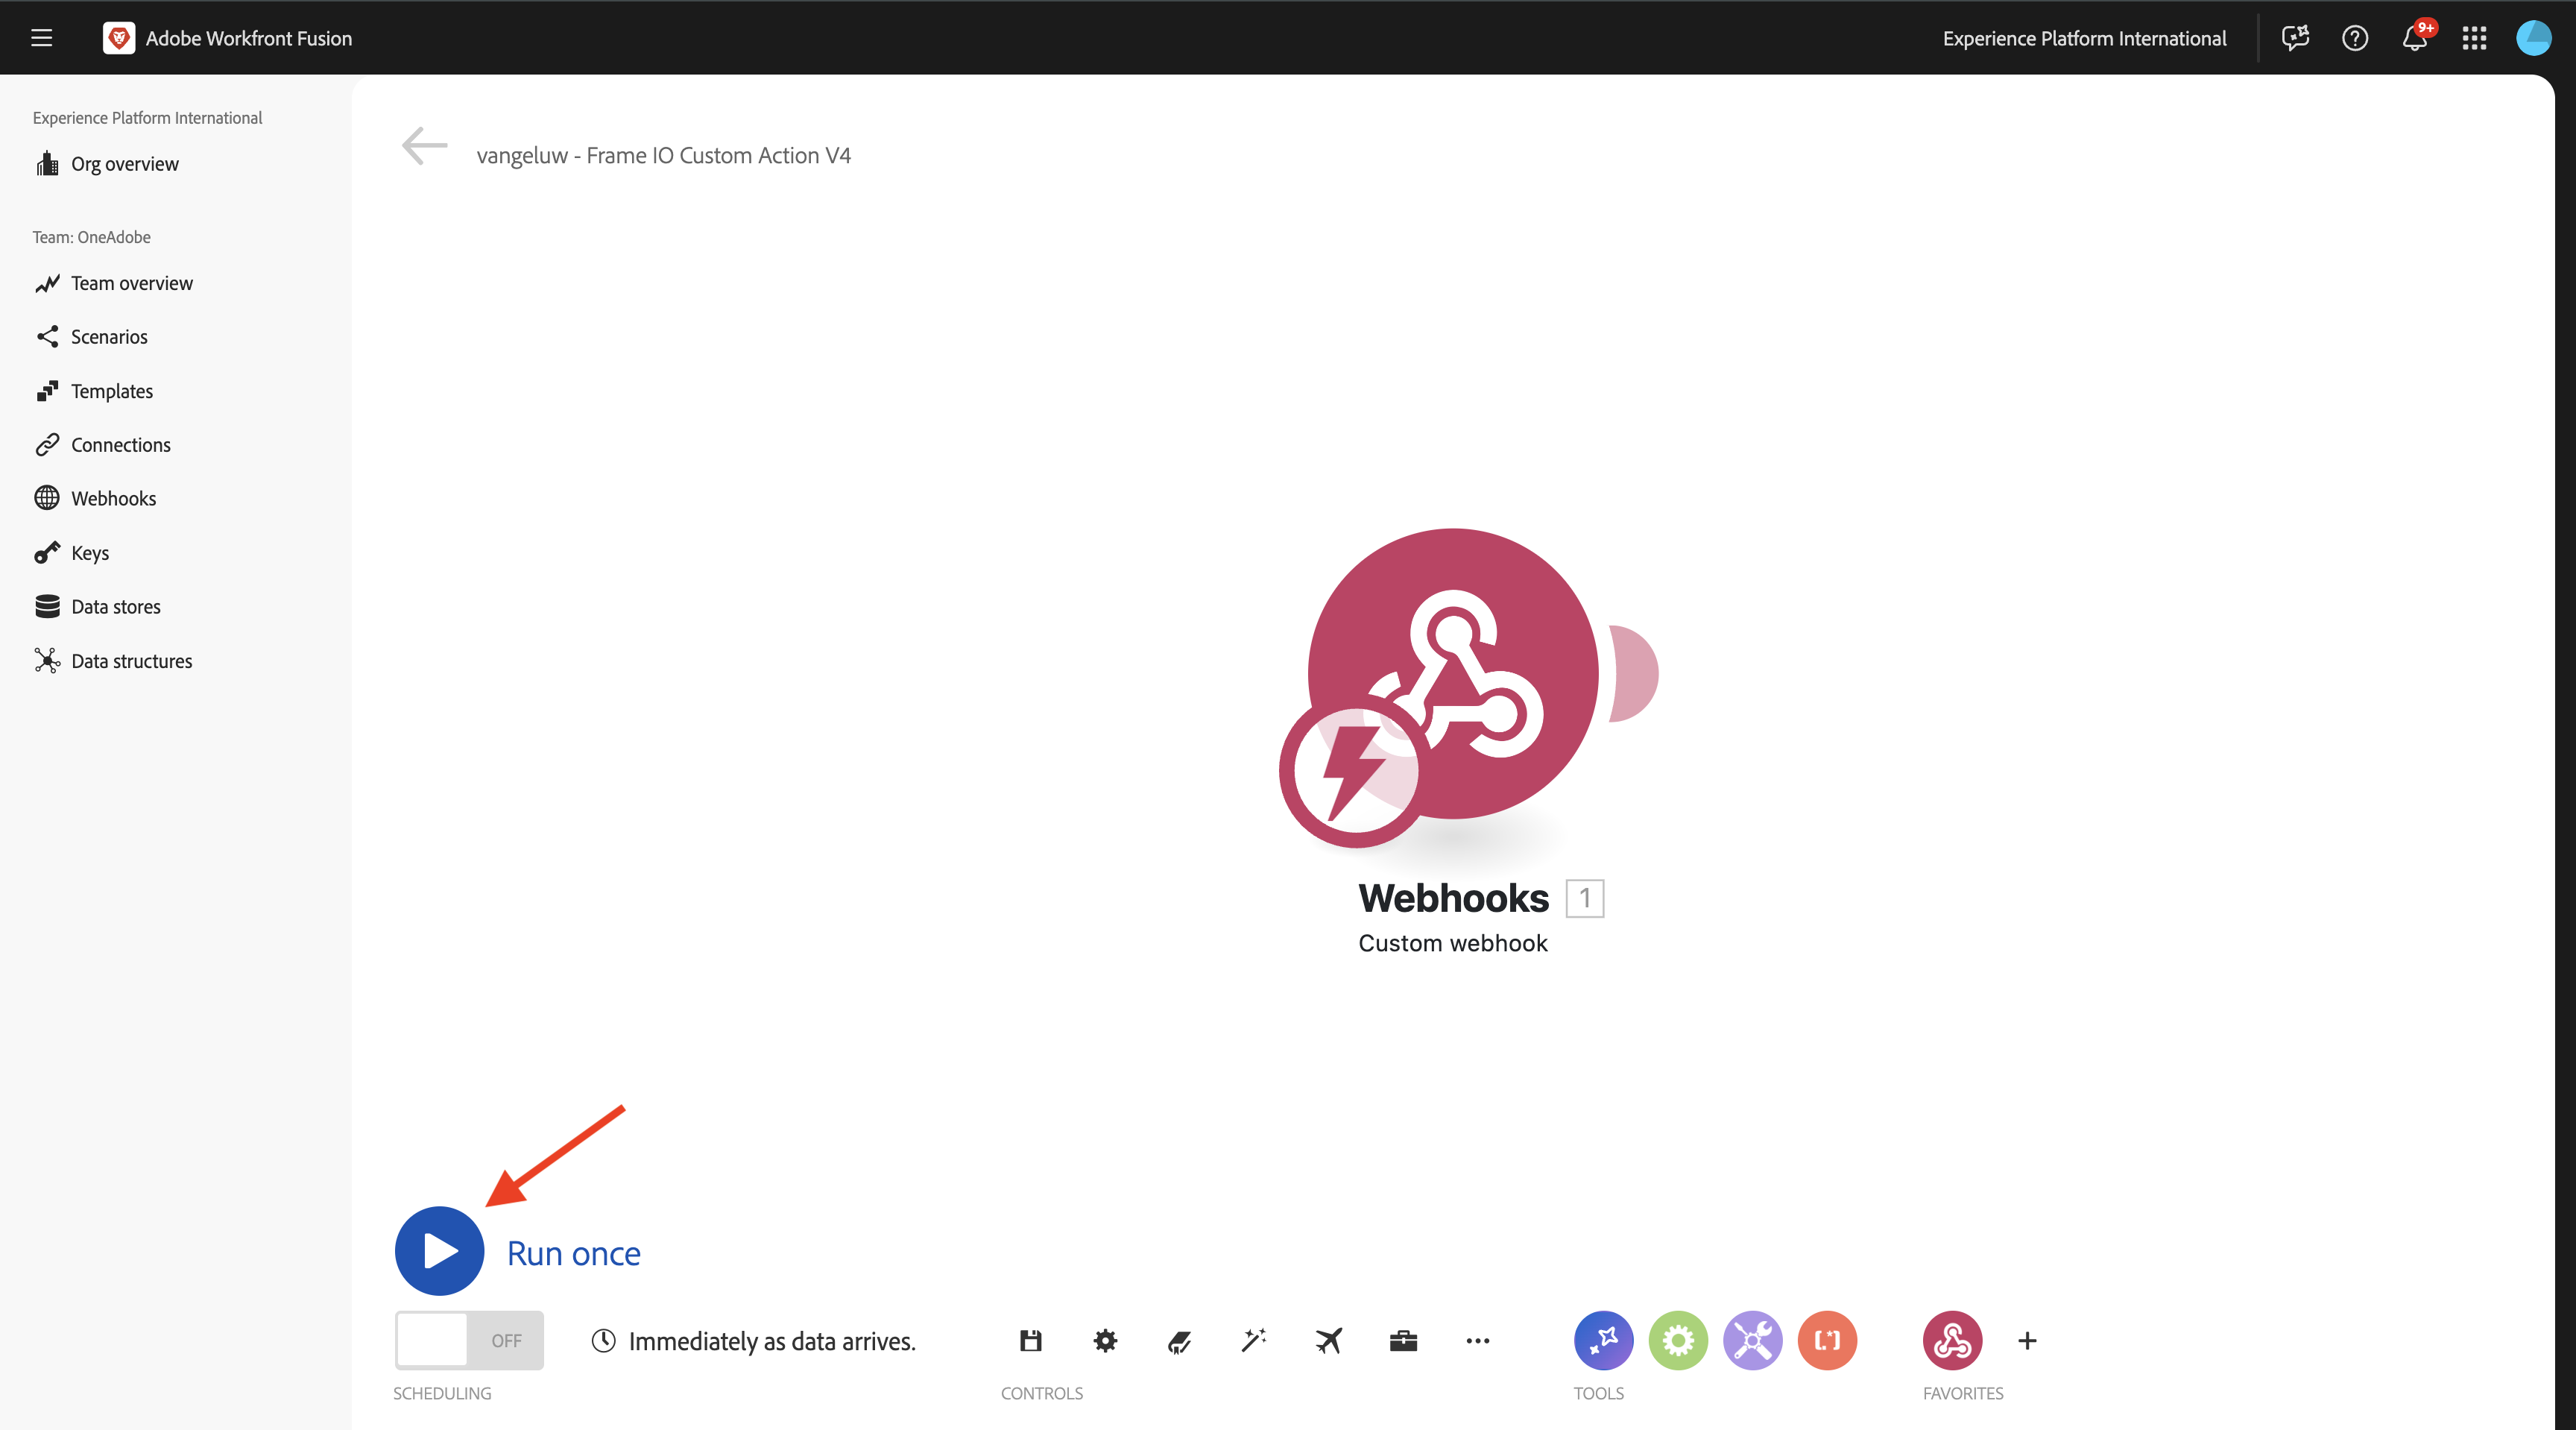 Adobe Workfront Fusion
Experience Platform International
9+
Experience Platform International
Org overview
Team: OneAdobe
Team overview
Scenarios
Templates
Connections
Webhooks
Keys
Data stores
Data structures
vangeluw - Frame IO Custom Action V4
Webhooks 1
Custom webhook
Run once
OFF
Immediately as data arrives.
SCHEDULING
CONTROLS
TOOLS
FAVORITES